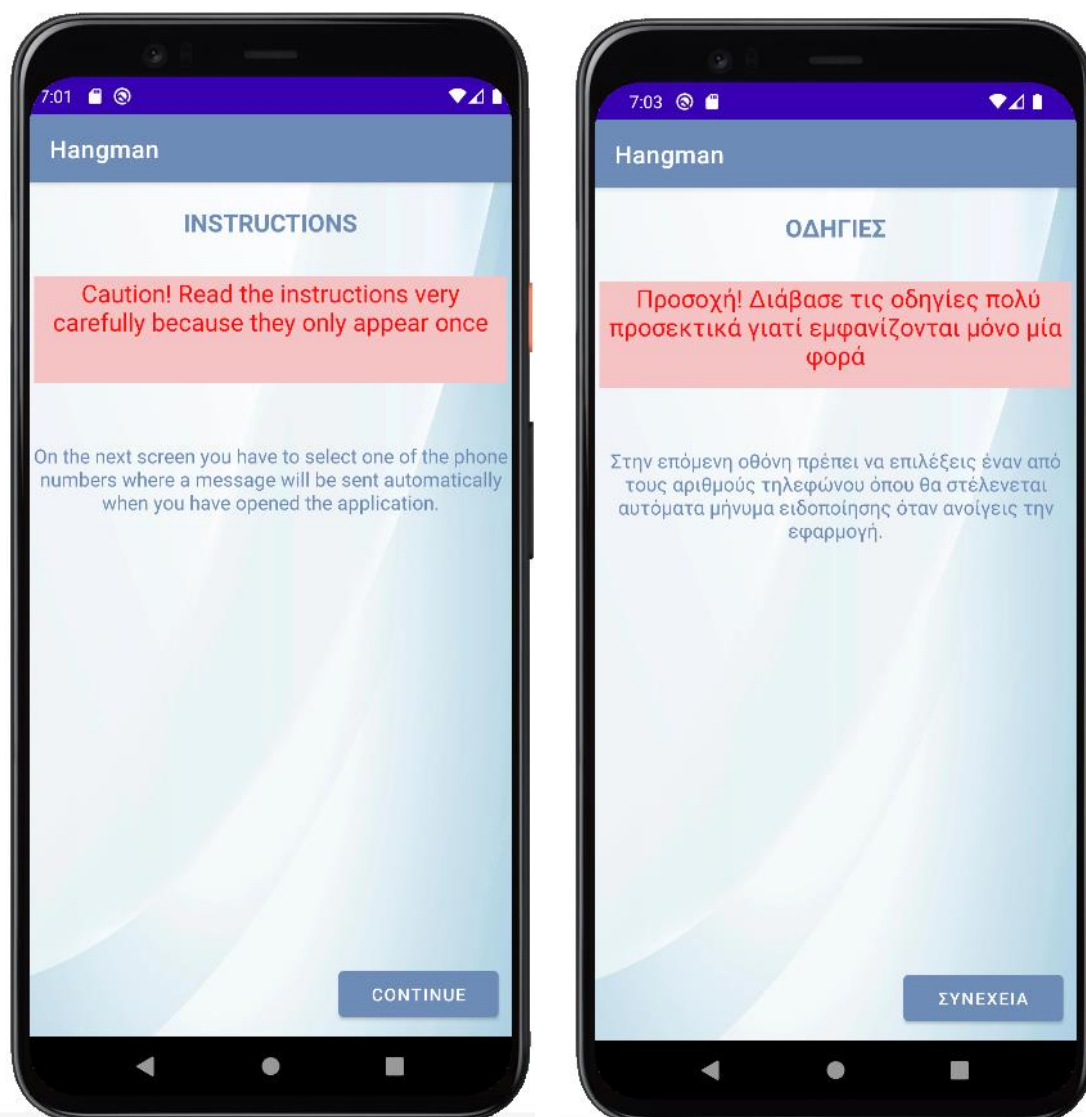 7:01
Hangman
INSTRUCTIONS
Caution! Read the instructions very
carefully because they only appear once
On the next screen you have to select one of the phone
numbers where a message will be sent automatically
when you have opened the application.
CONTINUE
7:03
Hangman
ΟΔΗΓΙΕΣ
Προσοχή! Διάβασε τις οδηγίες πολύ
προσεκτικά γιατί εμφανίζονται μόνο μία
φορά
Στην επόμενη οθόνη πρέπει να επιλέξεις έναν από
τους αριθμούς τηλεφώνου όπου θα στέλενεται
αυτόματα μήνυμα ειδοποίησης όταν ανοίγεις την
εφαρμογή.
ΣΥΝΕΧΕΙΑ